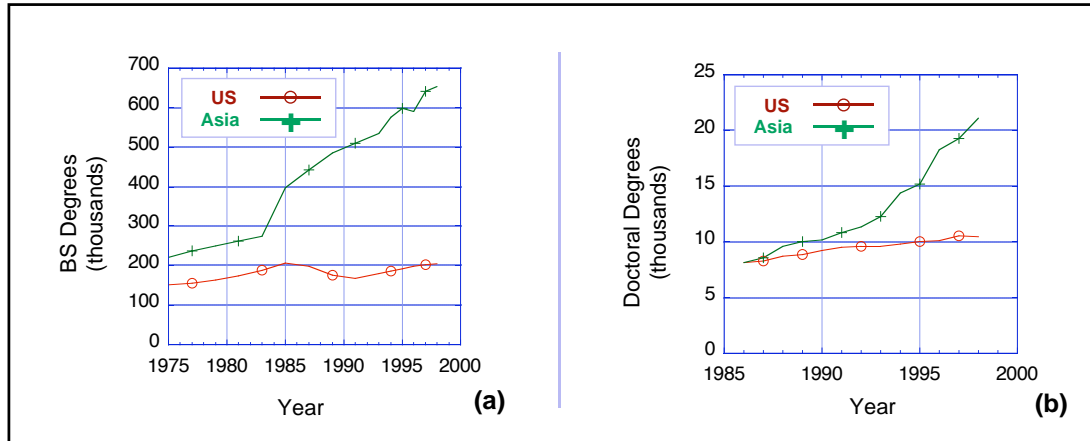 700
600
500
400
300
200
100
0
BS Degrees
(thousands)
US
Asia
1975 1980 1985 1990 1995 2000
Year
(a)
25
20
15
10
5
0
Doctoral Degrees
(thousands)
US
Asia
1985 1990 1995 2000
Year
(b)